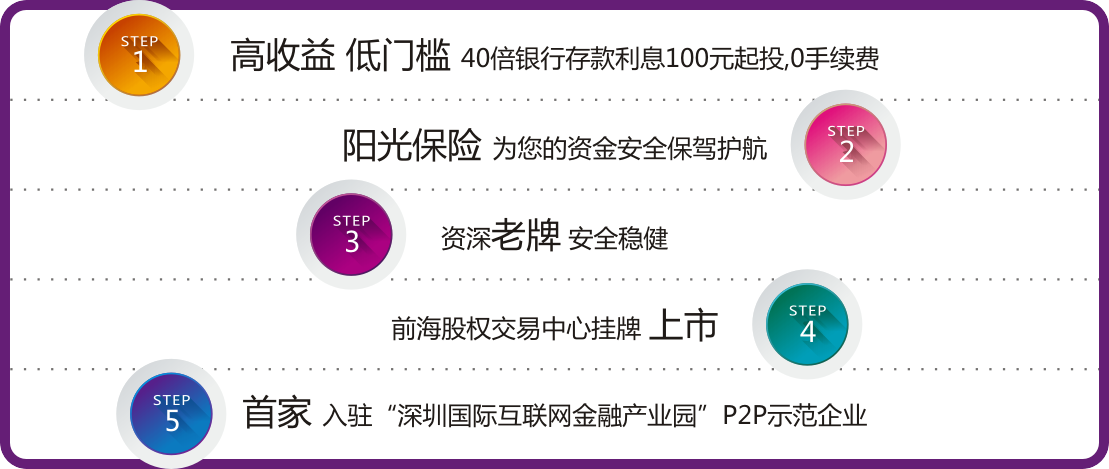 STEP
1
高收益 低门槛 40倍银行存款利息100元起投,0手续费
阳光保险 为您的资金安全保驾护航
STEP
2
STEP
3
资深老牌 安全稳健
前海股权交易中心挂牌 上市
STEP
4
STEP
5
首家 入驻“深圳国际互联网金融产业园”P2P示范企业